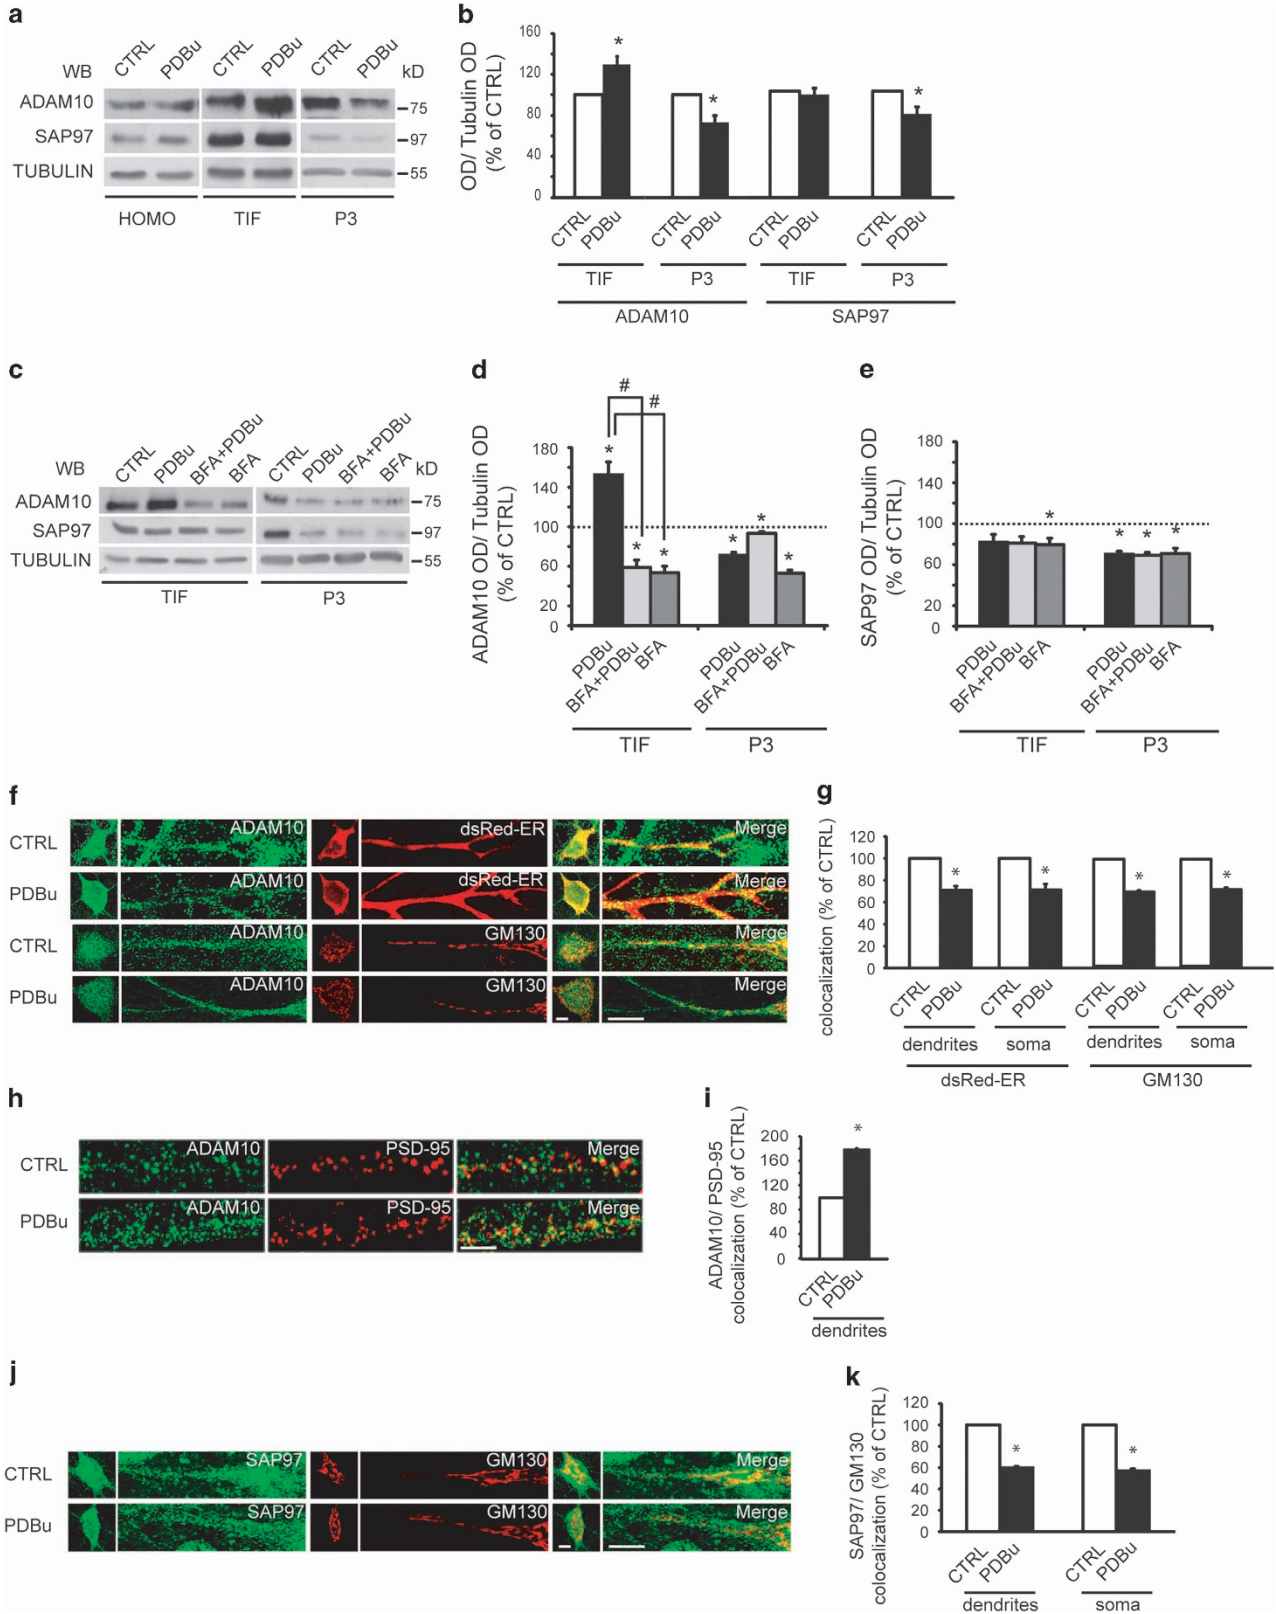 a
WB CTRL PDBu CTRL PDBu CTRL PDBu kD
ADAM10 75
SAP97 97
TUBULIN 55
HOMO TIF P3
b
OD/ Tubulin OD
(% of CTRL)
160
120
80
40
0
CTRL PDBu CTRL PDBu CTRL PDBu CTRL PDBu
TIF P3 TIF P3
ADAM10 SAP97
* * *
c
WB CTRL PDBu BFA+PDBu BFA CTRL PDBu BFA+PDBu BFA kD
ADAM10 75
SAP97 97
TUBULIN 55
TIF P3
d
ADAM10 OD/ Tubulin OD
(% of CTRL)
180
140
100
60
20
0
# #
* * * * * *
PDBu BFA+PDBu BFA PDBu BFA+PDBu BFA
TIF P3
e
SAP97 OD/ Tubulin OD
(% of CTRL)
180
140
100
60
20
0
* * * *
PDBu BFA+PDBu BFA PDBu BFA+PDBu BFA
TIF P3
f
CTRL ADAM10 dsRed-ER Merge
PDBu ADAM10 dsRed-ER Merge
CTRL ADAM10 GM130 Merge
PDBu ADAM10 GM130 Merge
g
colocalization (% of CTRL)
120
100
80
60
40
20
0
* * * *
CTRL PDBu CTRL PDBu CTRL PDBu CTRL PDBu
dendrites soma dendrites soma
dsRed-ER GM130
h
CTRL ADAM10 PSD-95 Merge
PDBu ADAM10 PSD-95 Merge
i
ADAM10/ PSD-95
colocalization (% of CTRL)
200
160
120
80
40
0
*
CTRL PDBu
dendrites
j
CTRL SAP97 GM130 Merge
PDBu SAP97 GM130 Merge
k
SAP97/ GM130
colocalization (% of CTRL)
120
100
80
60
40
20
0
* *
CTRL PDBu CTRL PDBu
dendrites soma